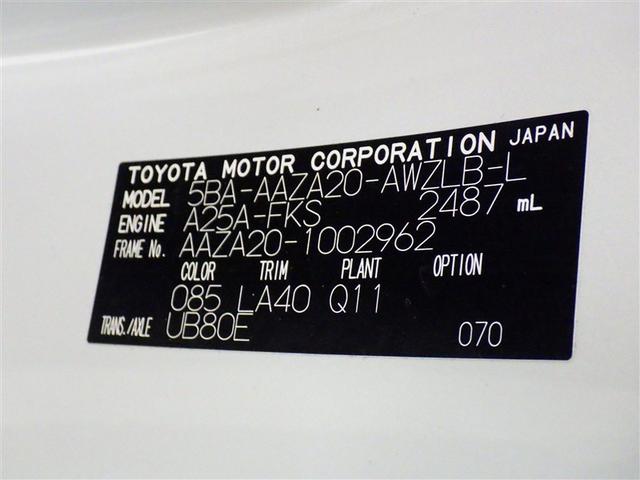 TOYOTA MOTOR CORPORATION JAPAN
MODEL 5BA-AAZA20-AWZLB-L
ENGINE A25A-FKS 2487 mL
FRAME No. AAZA20-1002962
COLOR TRIM PLANT OPTION
085 LA40 Q11
TRANS./AXLE UB80E 070